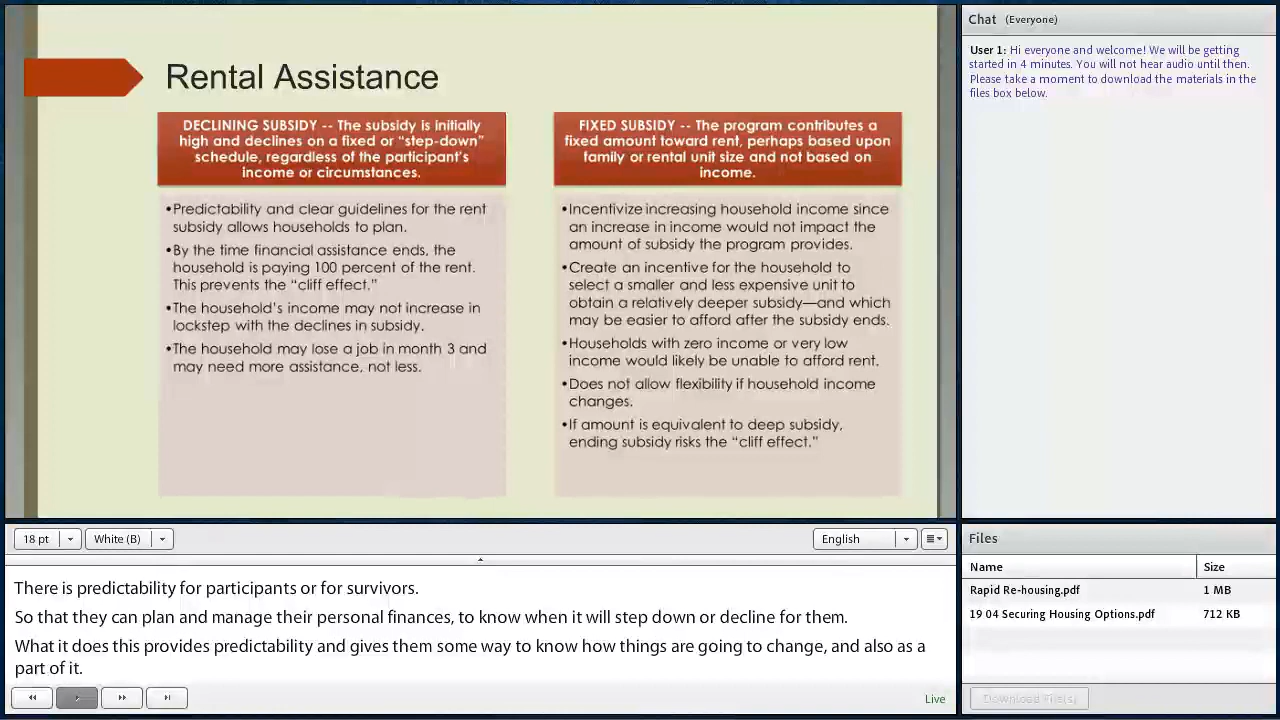 Rental Assistance
DECLINING SUBSIDY -- The subsidy is initially
high and declines on a fixed or “step-down”
schedule, regardless of the participant’s
income or circumstances.
•Predictability and clear guidelines for the rent
subsidy allows households to plan.
•By the time financial assistance ends, the
household is paying 100 percent of the rent.
This prevents the “cliff effect.”
•The household’s income may not increase in
lockstep with the declines in subsidy.
•The household may lose a job in month 3 and
may need more assistance, not less.
FIXED SUBSIDY -- The program contributes a
fixed amount toward rent, perhaps based upon
family or rental unit size and not based on
income.
•Incentivize increasing household income since
an increase in income would not impact the
amount of subsidy the program provides.
•Create an incentive for the household to
select a smaller and less expensive unit to
obtain a relatively deeper subsidy—and which
may be easier to afford after the subsidy ends.
•Households with zero income or very low
income would likely be unable to afford rent.
•Does not allow flexibility if household income
changes.
•If amount is equivalent to deep subsidy,
ending subsidy risks the “cliff effect.”
Chat (Everyone)
User 1: Hi everyone and welcome! We will be getting
started in 4 minutes. You will not hear audio until then.
Please take a moment to download the materials in the
files box below.
18 pt White (B) English
There is predictability for participants or for survivors.
So that they can plan and manage their personal finances, to know when it will step down or decline for them.
What it does this provides predictability and gives them some way to know how things are going to change, and also as a
part of it.
Live
Files
Name Size
Rapid Re-housing.pdf 1 MB
19 04 Securing Housing Options.pdf 712 KB
Download File(s)